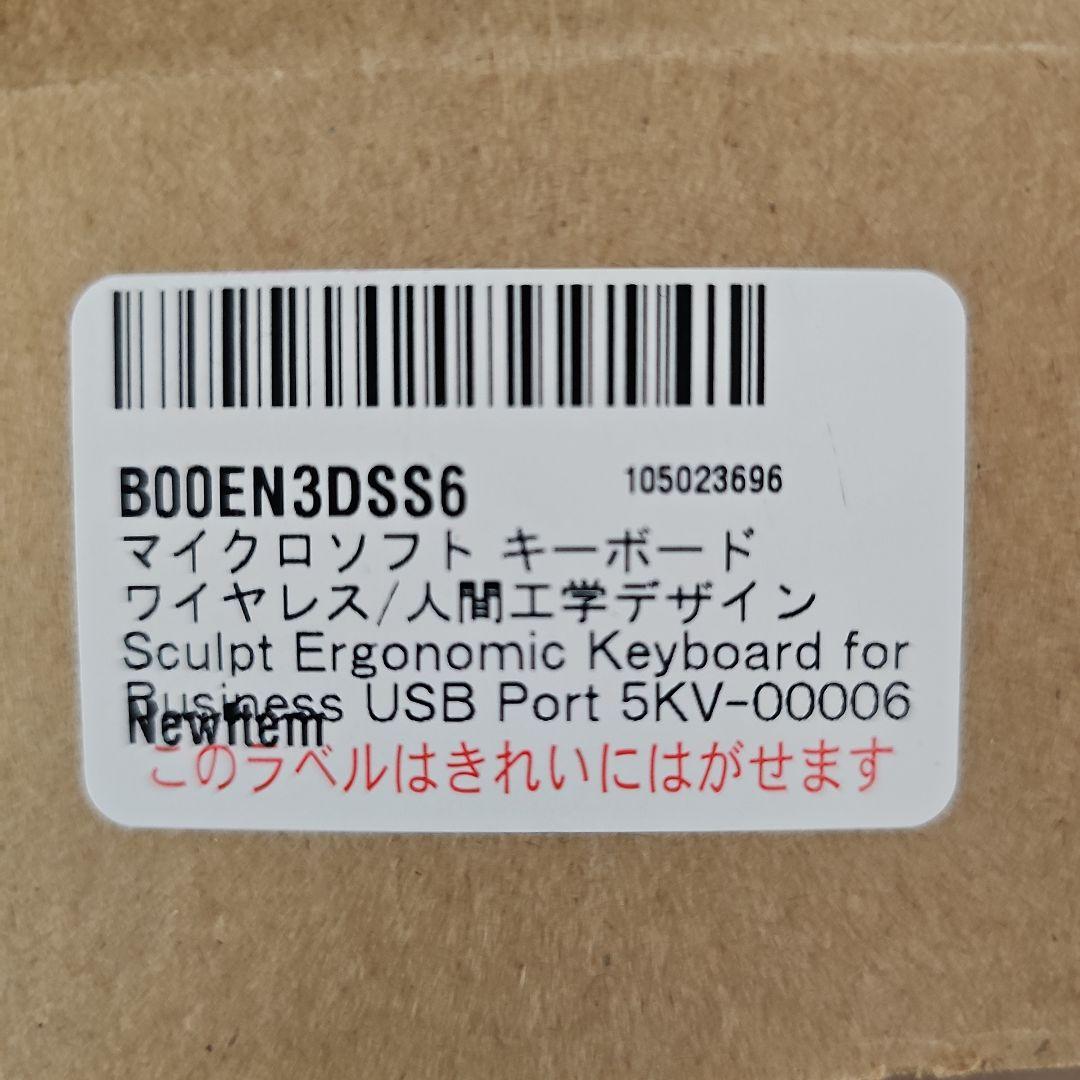 B00EN3DSS6 105023696
マイクロソフト キーボード
ワイヤレス/人間工学デザイン
Sculpt Ergonomic Keyboard for
Business USB Port 5KV-00006
NewItem
このラベルはきれいにはがせます